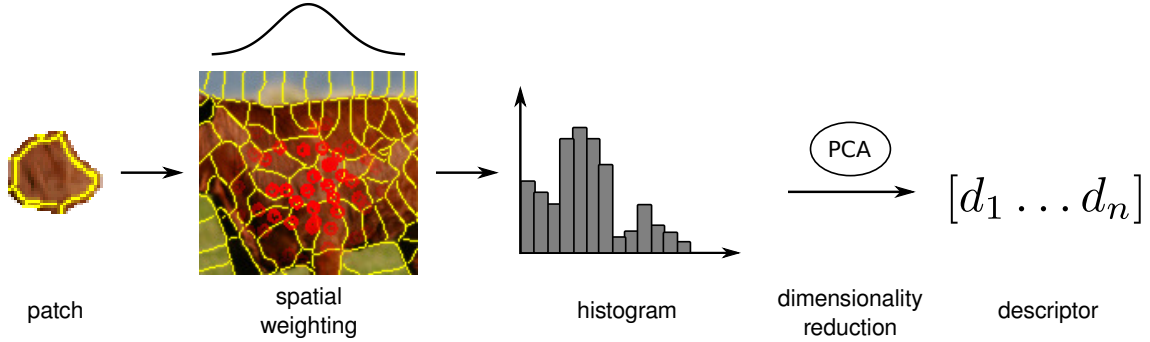 PCA
[d₁ … dₙ]
patch
spatial
weighting
histogram
dimensionality
reduction
descriptor